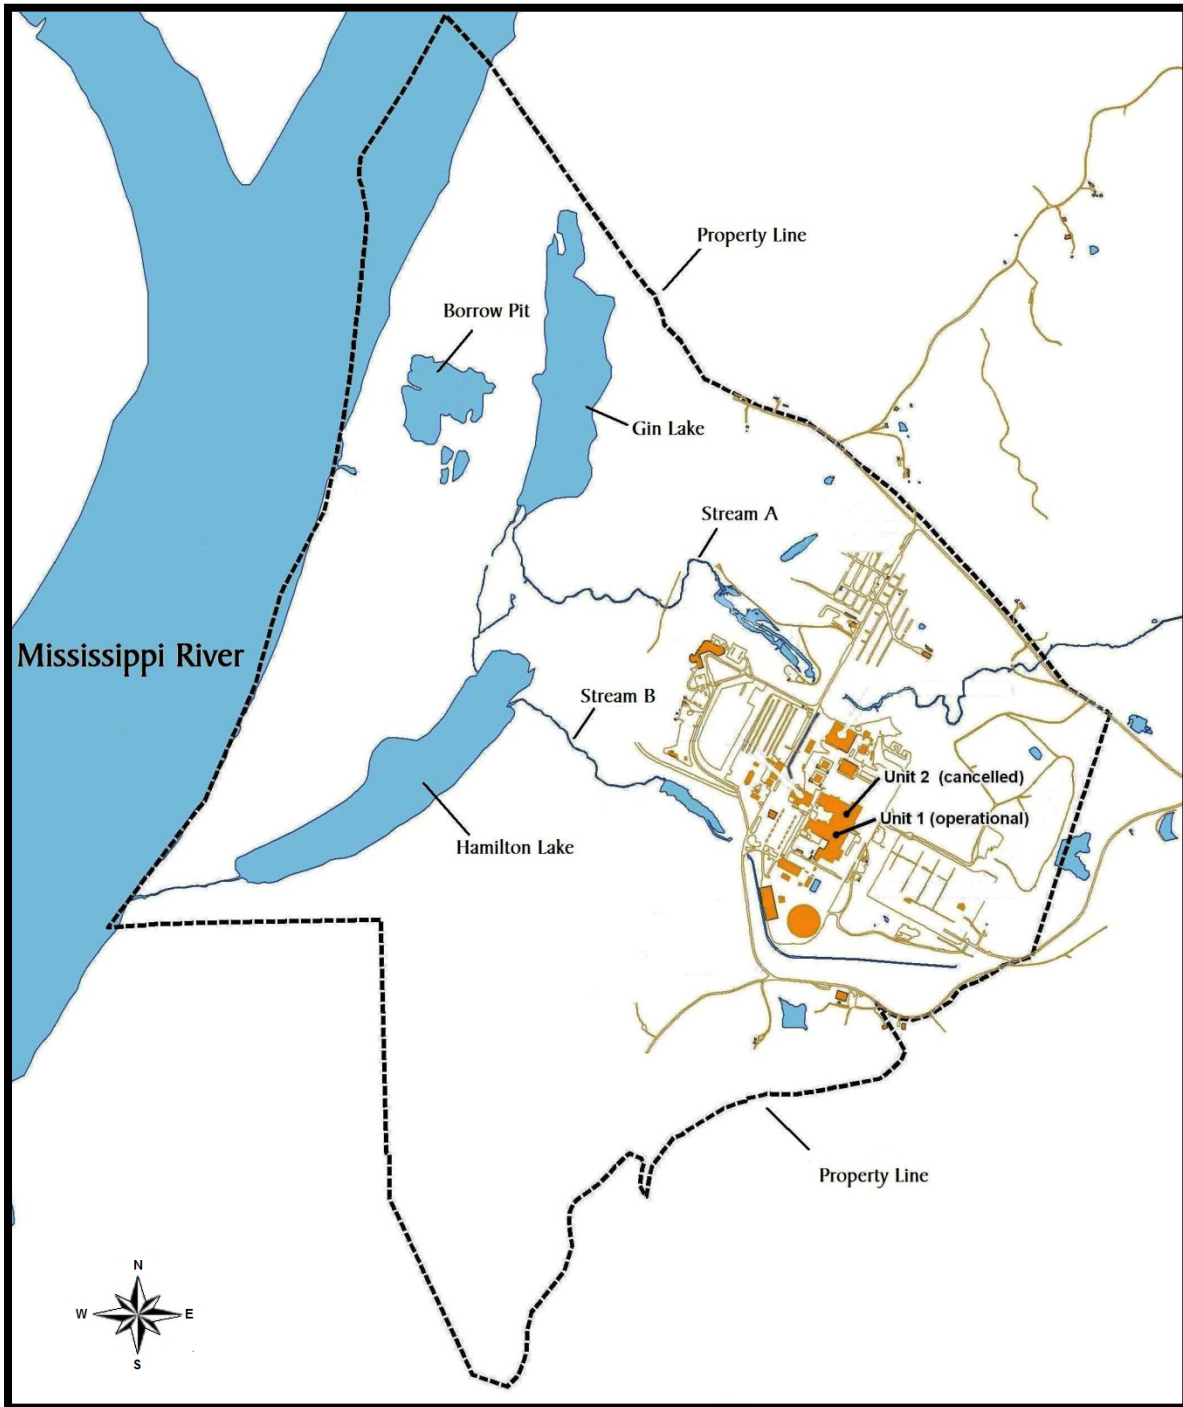 Property Line
Borrow Pit
Gin Lake
Stream A
Mississippi River
Stream B
Unit 2 (cancelled)
Unit 1 (operational)
Hamilton Lake
Property Line
N
W E
S